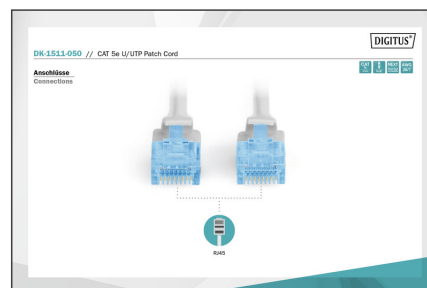 DIGITUS®
DK-1511-050 // CAT 5e U/UTP Patch Cord
Anschlüsse
Connections
RJ45